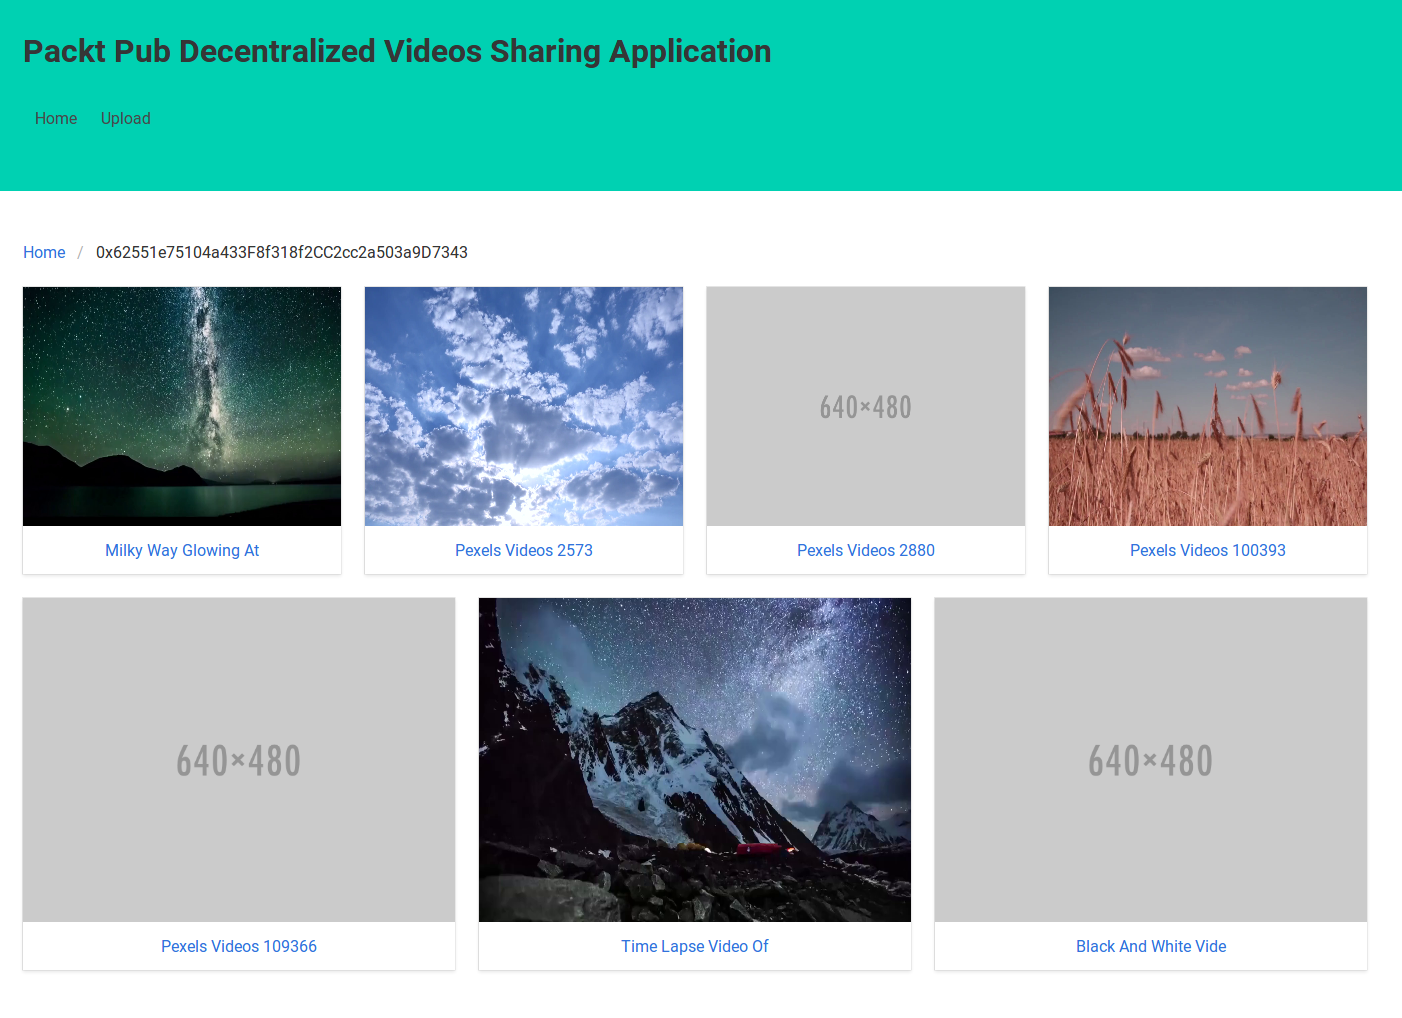 Packt Pub Decentralized Videos Sharing Application
Home Upload
Home / 0x62551e75104a433F8f318f2CC2cc2a503a9D7343
640×480
Milky Way Glowing At
Pexels Videos 2573
Pexels Videos 2880
Pexels Videos 100393
640×480
640×480
Pexels Videos 109366
Time Lapse Video Of
Black And White Vide